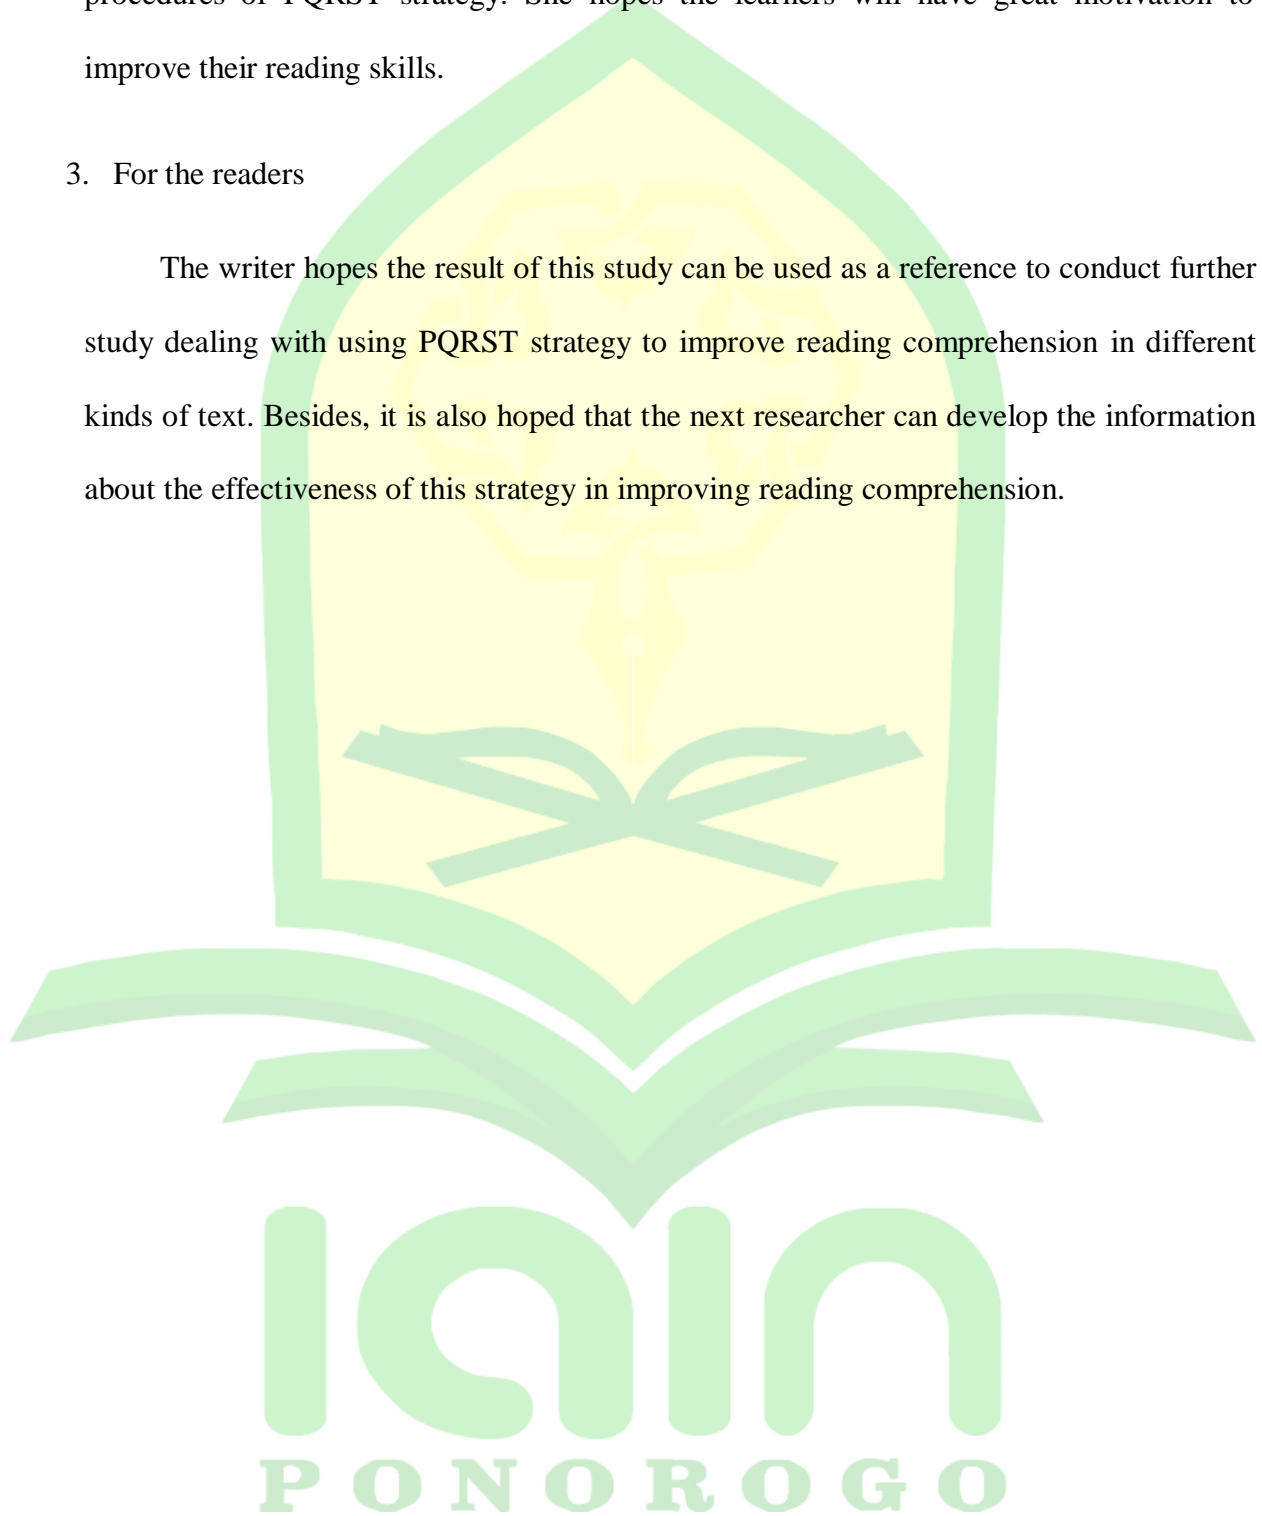 procedures of PQRST strategy. She hopes the learners will have great motivation to
improve their reading skills.
3. For the readers
The writer hopes the result of this study can be used as a reference to conduct further
study dealing with using PQRST strategy to improve reading comprehension in different
kinds of text. Besides, it is also hoped that the next researcher can develop the information
about the effectiveness of this strategy in improving reading comprehension.
iain
PONOROGO